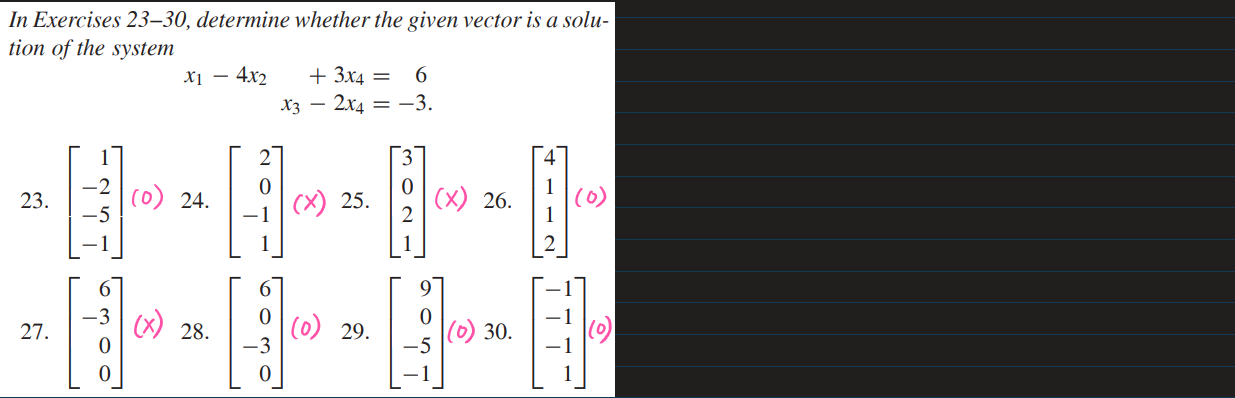 In Exercises 23–30, determine whether the given vector is a solu-
tion of the system
x1 − 4x2 + 3x4 = 6
x3 − 2x4 = −3.
23. [1 −2 −5 −1] (O) 24. [2 0 −1 1] (X) 25. [3 0 2 1] (X) 26. [4 1 1 2] (O)
27. [6 −3 0 0] (X) 28. [6 0 −3 0] (O) 29. [9 0 −5 −1] (O) 30. [−1 −1 −1 1] (O)